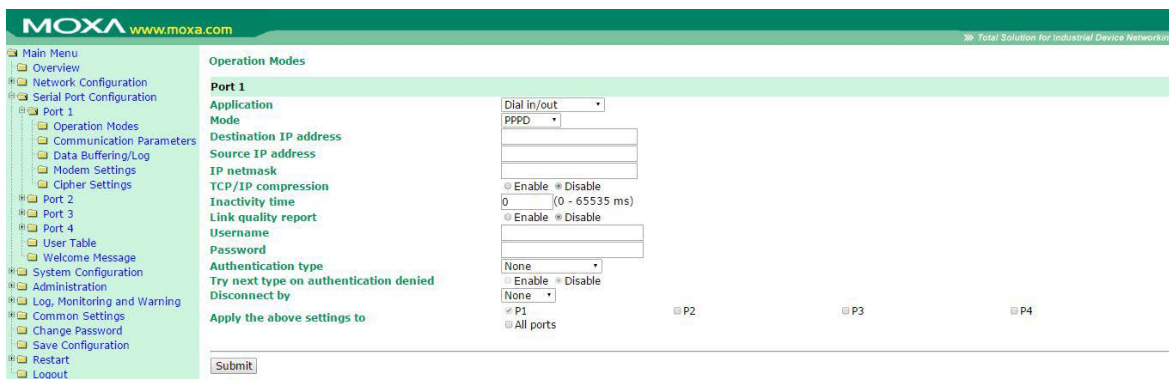 MOXA www.moxa.com
Total Solution for Industrial Device Networkin
Main Menu
Overview
Network Configuration
Serial Port Configuration
Port 1
Operation Modes
Communication Parameters
Data Buffering/Log
Modem Settings
Cipher Settings
Port 2
Port 3
Port 4
User Table
Welcome Message
System Configuration
Administration
Log, Monitoring and Warning
Common Settings
Change Password
Save Configuration
Restart
Logout
Operation Modes
Port 1
Application Dial in/out
Mode PPPD
Destination IP address
Source IP address
IP netmask
TCP/IP compression Enable Disable
Inactivity time 0 (0 - 65535 ms)
Link quality report Enable Disable
Username
Password
Authentication type None
Try next type on authentication denied Enable Disable
Disconnect by None
Apply the above settings to P1 P2 P3 P4
All ports
Submit